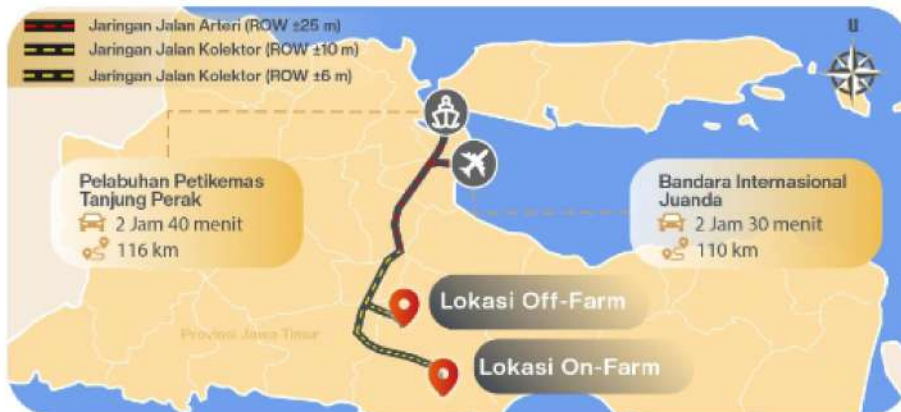 Jaringan Jalan Arteri (ROW ±25 m)
Jaringan Jalan Kolektor (ROW ±10 m)
Jaringan Jalan Kolektor (ROW ±6 m)
U
Pelabuhan Petikemas
Tanjung Perak
2 Jam 40 menit
116 km
Bandara Internasional
Juanda
2 Jam 30 menit
110 km
Lokasi Off-Farm
Provinsi Jawa Timur
Lokasi On-Farm